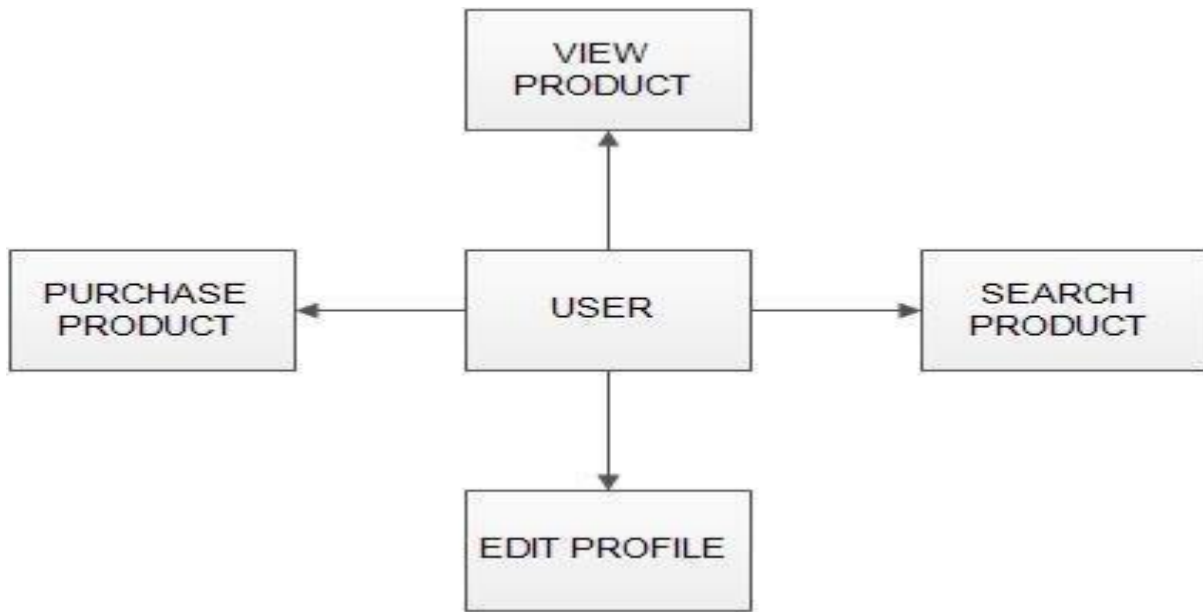 VIEW
PRODUCT
PURCHASE
PRODUCT
USER
SEARCH
PRODUCT
EDIT PROFILE